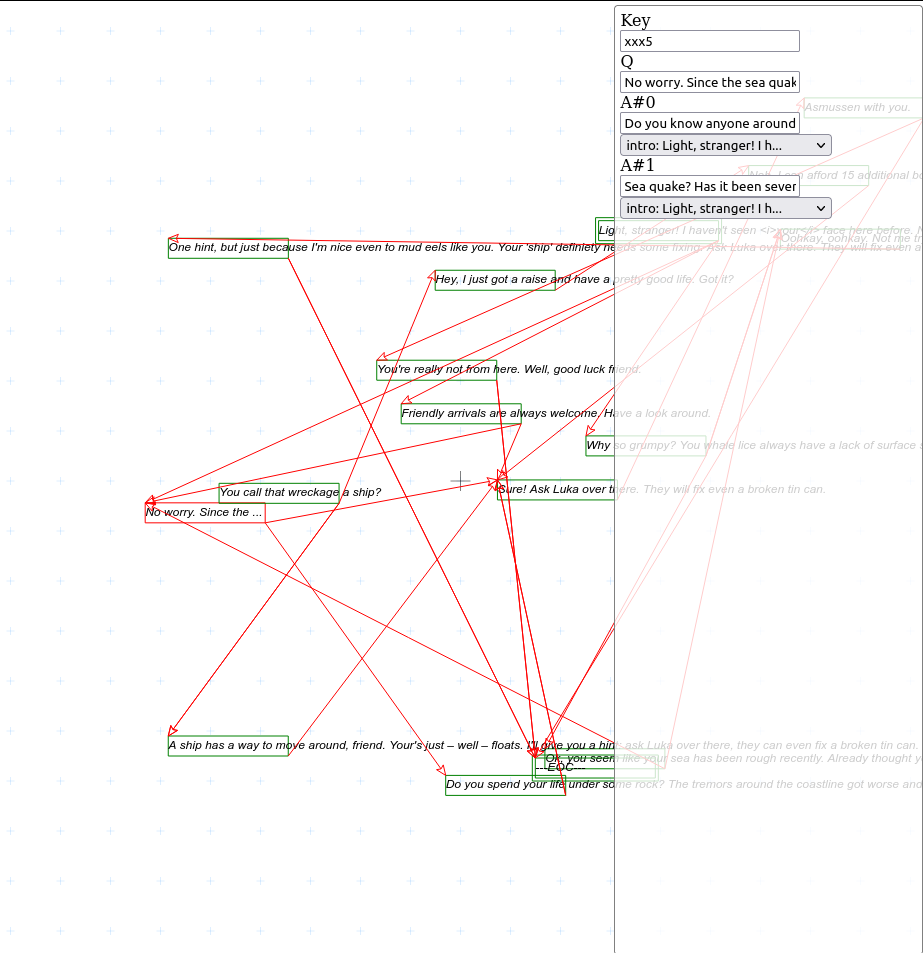 Key
xxx5
Q
No worry. Since the sea quak
A#0
Do you know anyone around
intro: Light, stranger! I h...
A#1
Sea quake? Has it been sever
intro: Light, stranger! I h...
Asmussen with you.
afford 15 additional
Light, stranger! I haven't seen <i>your</i> face here before. N
Oohkay, oohkay. Not me tr
One hint, but just because I'm nice even to mud eels like you. Your 'ship' definiety needs some fixing. Ask Luka over there. They will fix even a
Hey, I just got a raise and have a pretty good life. Got it?
You're really not from here. Well, good luck friend.
Friendly arrivals are always welcome. Have a look around.
Why so grumpy? You whale lice always have a lack of surface s
You call that wreckage a ship?
Sure! Ask Luka over there. They will fix even a broken tin can.
No worry. Since the ...
A ship has a way to move around, friend. Your's just – well – floats. I'll give you a hint: ask Luka over there, they can even fix a broken tin can.
Ok, you seem like your sea has been rough recently. Already thought y
---EOC---
Do you spend your life under some rock? The tremors around the coastline got worse and